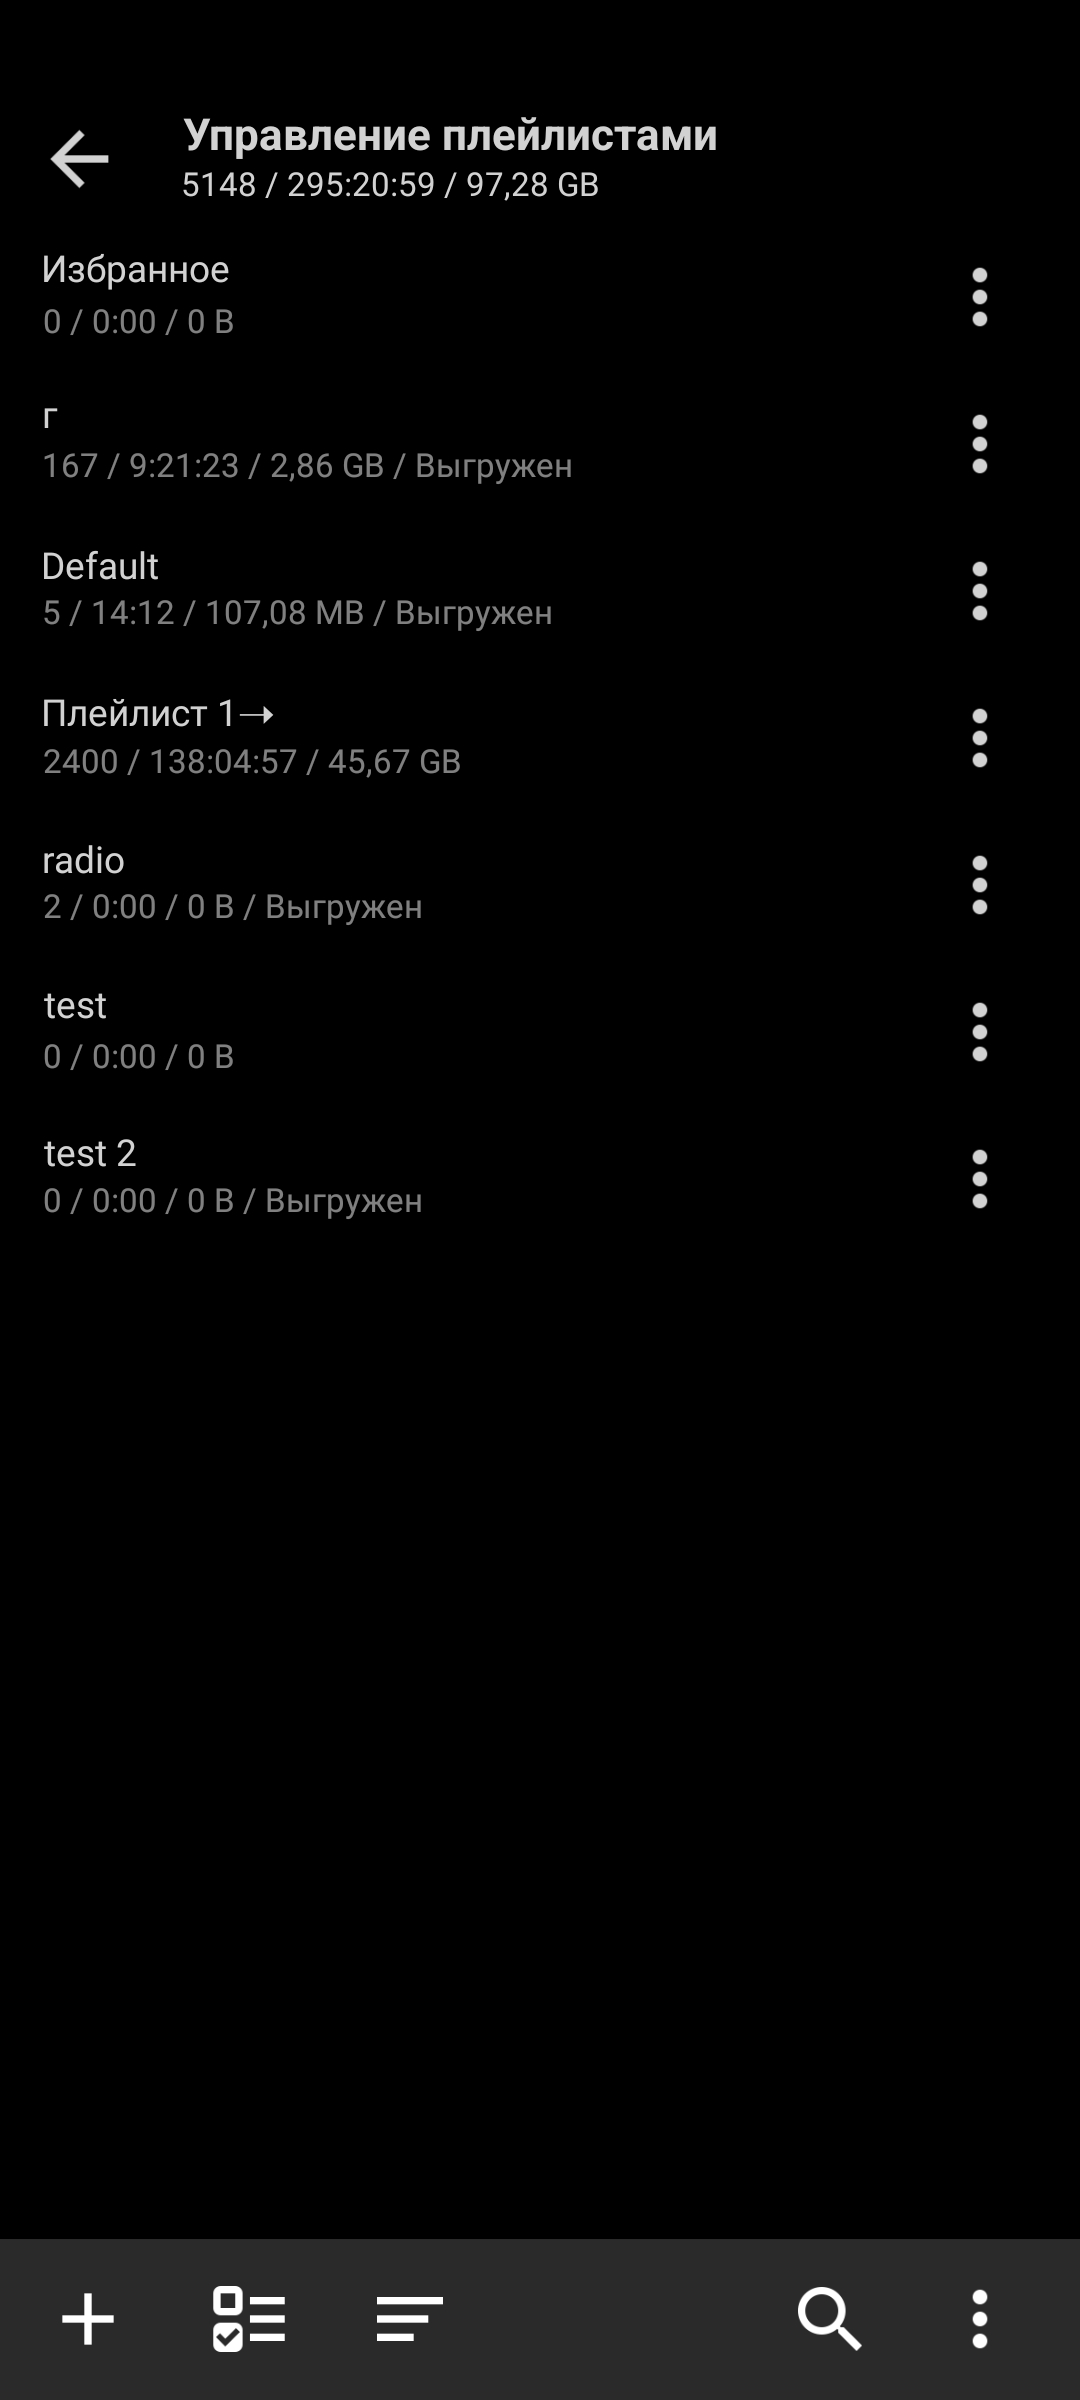 Управление плейлистами
5148 / 295:20:59 / 97,28 GB
Избранное
0 / 0:00 / 0 B
г
167 / 9:21:23 / 2,86 GB / Выгружен
Default
5 / 14:12 / 107,08 MB / Выгружен
Плейлист 1→
2400 / 138:04:57 / 45,67 GB
radio
2 / 0:00 / 0 B / Выгружен
test
0 / 0:00 / 0 B
test 2
0 / 0:00 / 0 B / Выгружен